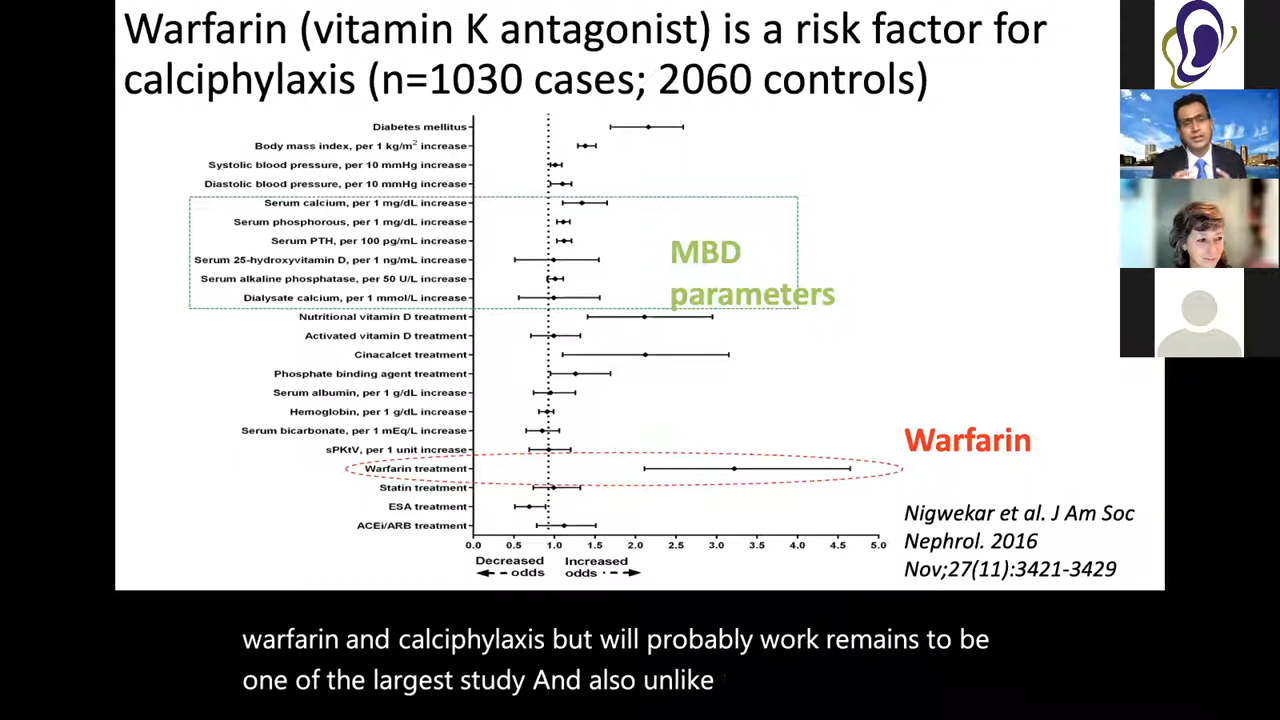 Warfarin (vitamin K antagonist) is a risk factor for
calciphylaxis (n=1030 cases; 2060 controls)
Diabetes mellitus
Body mass index, per 1 kg/m² increase
Systolic blood pressure, per 10 mmHg increase
Diastolic blood pressure, per 10 mmHg increase
Serum calcium, per 1 mg/dL increase
Serum phosphorous, per 1 mg/dL increase
Serum PTH, per 100 pg/mL increase
Serum 25-hydroxyvitamin D, per 1 ng/mL increase
Serum alkaline phosphatase, per 50 U/L increase
Dialysate calcium, per 1 mmol/L increase
MBD
parameters
Nutritional vitamin D treatment
Activated vitamin D treatment
Cinacalcet treatment
Phosphate binding agent treatment
Serum albumin, per 1 g/dL increase
Hemoglobin, per 1 g/dL increase
Serum bicarbonate, per 1 mEq/L increase
sPKtV, per 1 unit increase
Warfarin treatment
Statin treatment
ESA treatment
ACEi/ARB treatment
0.0 0.5 1.0 1.5 2.0 2.5 3.0 3.5 4.0 4.5 5.0
Decreased
odds
Increased
odds
Warfarin
Nigwekar et al. J Am Soc
Nephrol. 2016
Nov;27(11):3421-3429
warfarin and calciphylaxis but will probably work remains to be
one of the largest study And also unlike